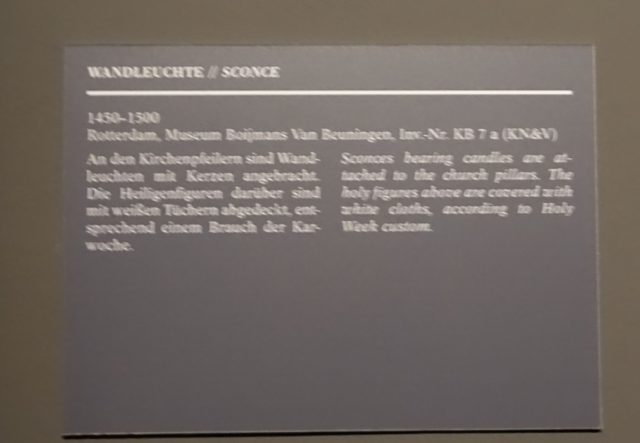 WANDLEUCHTE // SCONCE
1450-1500
Rotterdam, Museum Boijmans Van Beuningen, Inv.-Nr. KB 7 a (KN&V)
An den Kirchenpfeilern sind Wand-
leuchten mit Kerzen angebracht.
Die Heiligenfiguren darüber sind
mit weißen Tüchern abgedeckt, ent-
sprechend einem Brauch der Kar-
woche.
Sconces bearing candles are at-
tached to the church pillars. The
holy figures above are covered with
white cloths, according to Holy
Week custom.